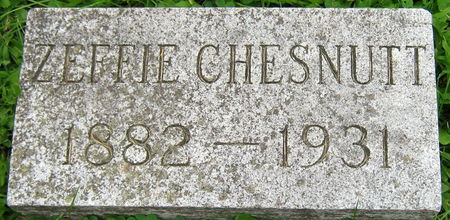 ZEFFIE CHESNUTT
1882 — 1931